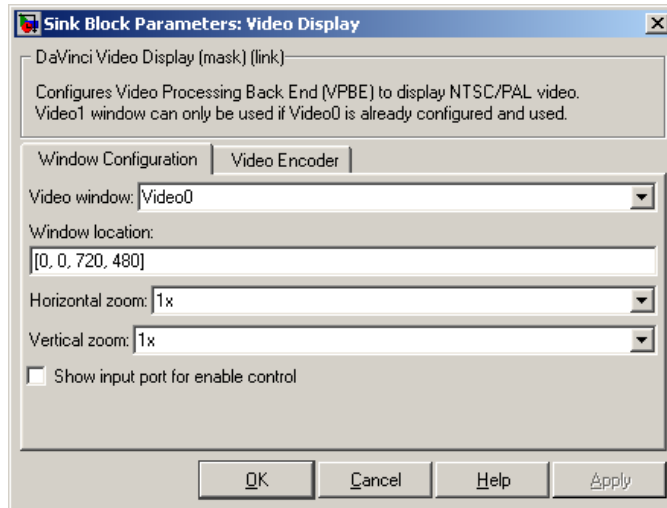 Sink Block Parameters: Video Display
DaVinci Video Display (mask) (link)
Configures Video Processing Back End (VPBE) to display NTSC/PAL video.
Video1 window can only be used if Video0 is already configured and used.
Window Configuration Video Encoder
Video window: Video0
Window location:
[0, 0, 720, 480]
Horizontal zoom: 1x
Vertical zoom: 1x
Show input port for enable control
OK Cancel Help Apply